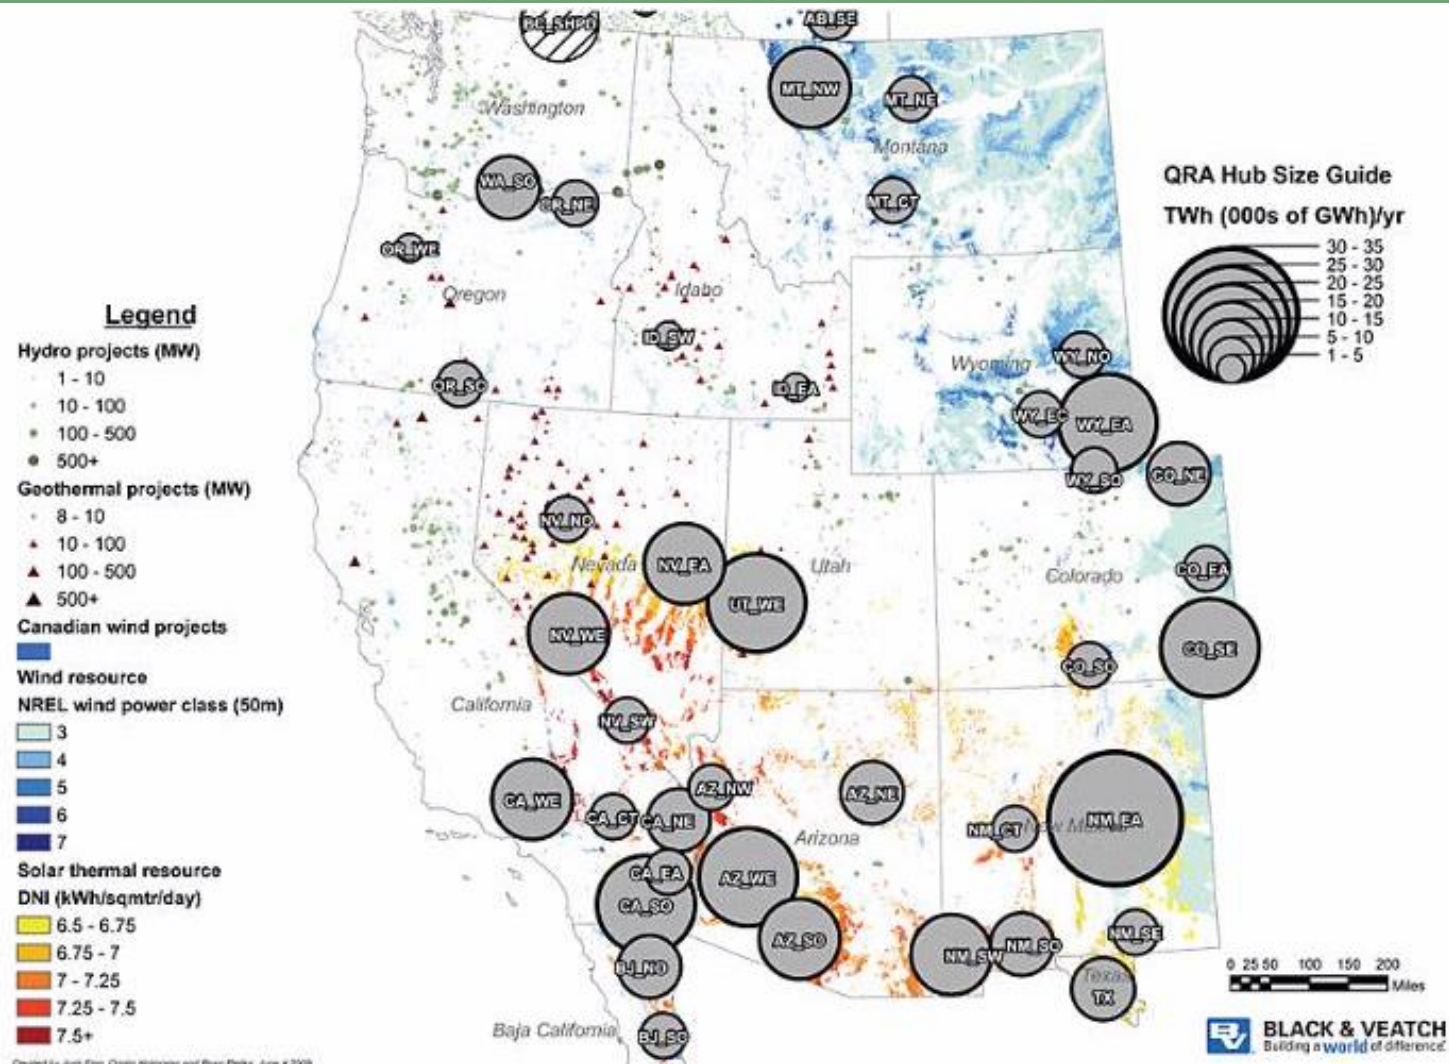 BC_SHPD
AB_SE
MT_NW
MT_NE
Washington
Montana
WA_SO
OR_NE
MT_CT
OR_WE
Oregon
Idaho
ID_SW
ID_EA
OR_SO
Wyoming
WY_NO
WY_EC
WY_EA
WY_SO
CO_NE
NV_NO
Nevada
NV_EA
UT_WE
Utah
Colorado
CO_EA
NV_WE
CO_SE
CO_SO
California
NV_SW
CA_WE
CA_CT
CA_NE
AZ_NW
AZ_NE
Arizona
NM_CT
NM_EA
CA_EA
AZ_WE
CA_SO
AZ_SO
BJ_NO
NM_SW
NM_SO
NM_SE
Texas
TX
Baja California
BJ_SO
QRA Hub Size Guide
TWh (000s of GWh)/yr
30 - 35
25 - 30
20 - 25
15 - 20
10 - 15
5 - 10
1 - 5
Legend
Hydro projects (MW)
1 - 10
10 - 100
100 - 500
500+
Geothermal projects (MW)
8 - 10
10 - 100
100 - 500
500+
Canadian wind projects
Wind resource
NREL wind power class (50m)
3
4
5
6
7
Solar thermal resource
DNI (kWh/sqmtr/day)
6.5 - 6.75
6.75 - 7
7 - 7.25
7.25 - 7.5
7.5+
0 25 50 100 150 200
Miles
BLACK & VEATCH
Building a world of difference